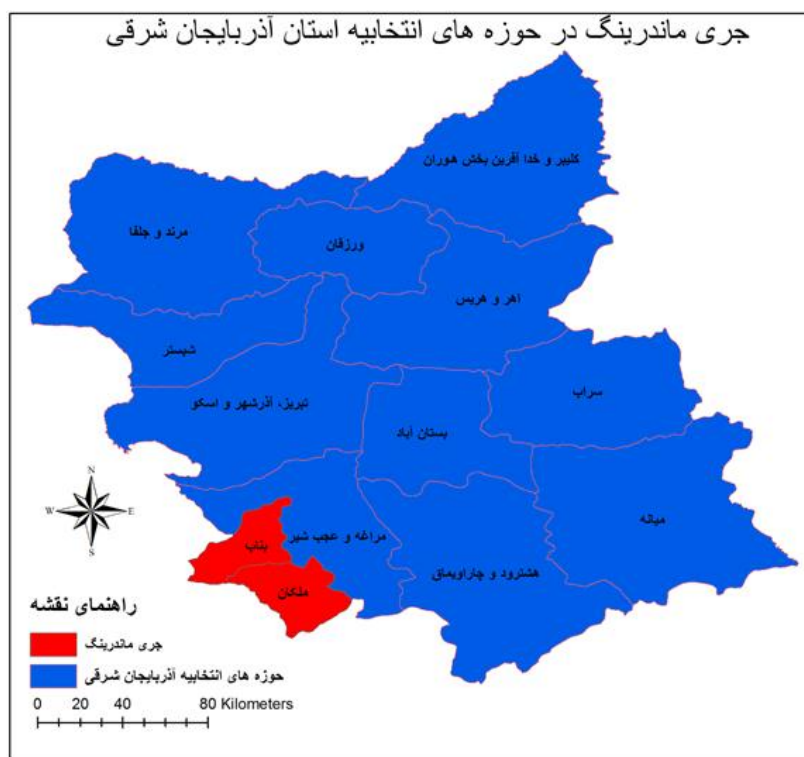 جری ماندرینگ در حوزه های انتخابیه استان آذربایجان شرقی
کلیبر و خدا آفرین بخش هوران
مرند و جلفا
ورزقان
اهر و هریس
شبستر
سراب
تبریز، آذرشهر و اسکو
بستان آباد
N
W E
S
میانه
بناب
مراغه و عجب شیر
هشترود و چاراویماق
ملکان
راهنمای نقشه
جری ماندرینگ
حوزه های انتخابیه آذربایجان شرقی
0 20 40 80 Kilometers